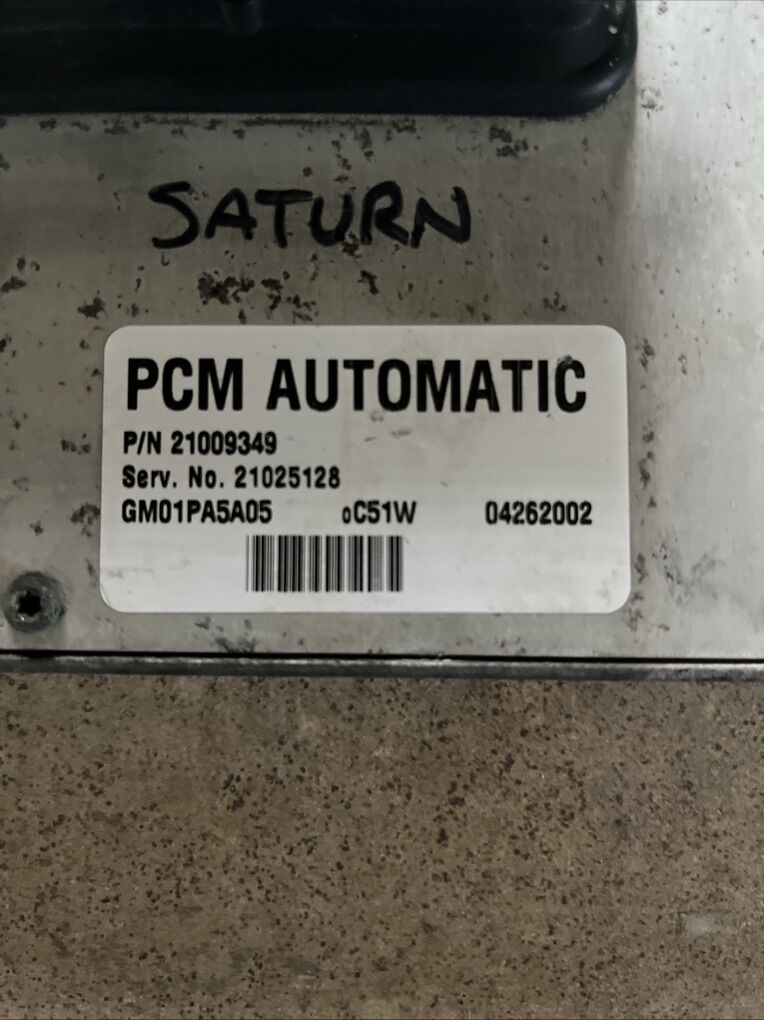 SATURN
PCM AUTOMATIC
P/N 21009349
Serv. No. 21025128
GM01PA5A05 oC51W 04262002